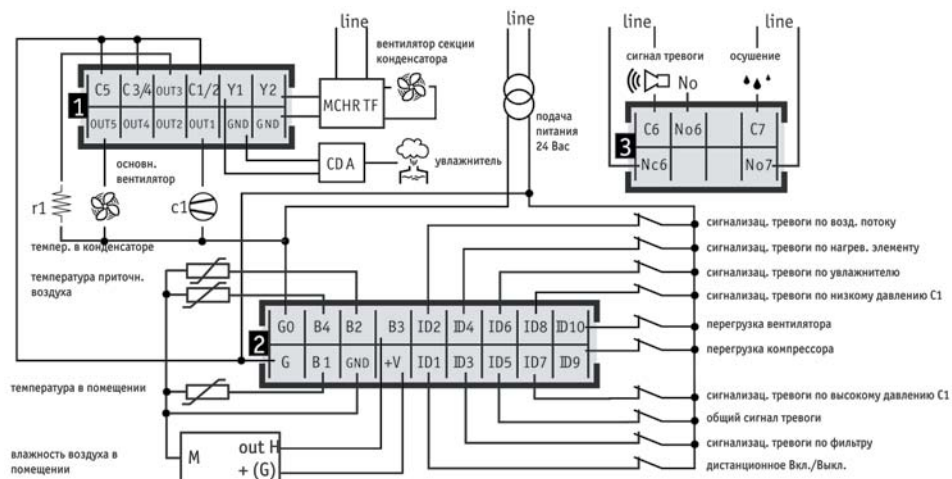 line
line
line
line
вентилятор секции
конденсатора
сигнал тревоги
осушение
No
C5 C 3/4 OUT3 C1/2 Y1 Y2
1
OUT5 OUT4 OUT2 OUT1 GND GND
MCHR TF
подача
питания
24 Вас
C6 No6 C7
3
Nc6 No7
основн.
вентилятор
CD A
увлажнитель
r1
c1
темпер. в конденсаторе
температура приточн.
воздуха
сигнализац. тревоги по возд. потоку
сигнализац. тревоги по нагрев. элементу
сигнализац. тревоги по увлажнителю
сигнализац. тревоги по низкому давлению C1
G0 B4 B2 B3 ID2 ID4 ID6 ID8 ID10
2
G B1 GND +V ID1 ID3 ID5 ID7 ID9
перегрузка вентилятора
перегрузка компрессора
температура в помещении
сигнализац. тревоги по высокому давлению C1
общий сигнал тревоги
сигнализац. тревоги по фильтру
дистанционное Вкл./Выкл.
влажность воздуха в
помещении
M
out H
+ (G)